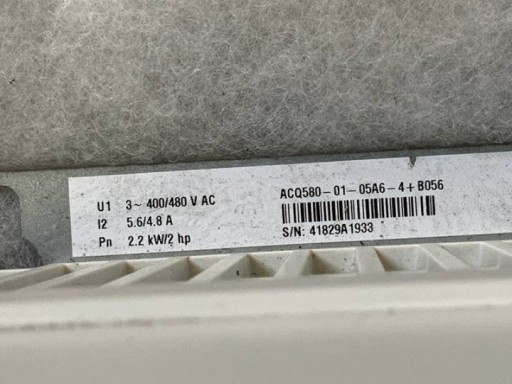 U1 3~ 400/480 V AC
I2 5.6/4.8 A
Pn 2.2 kW/2 hp
ACQ580-01-05A6-4+B056
S/N: 41829A1933